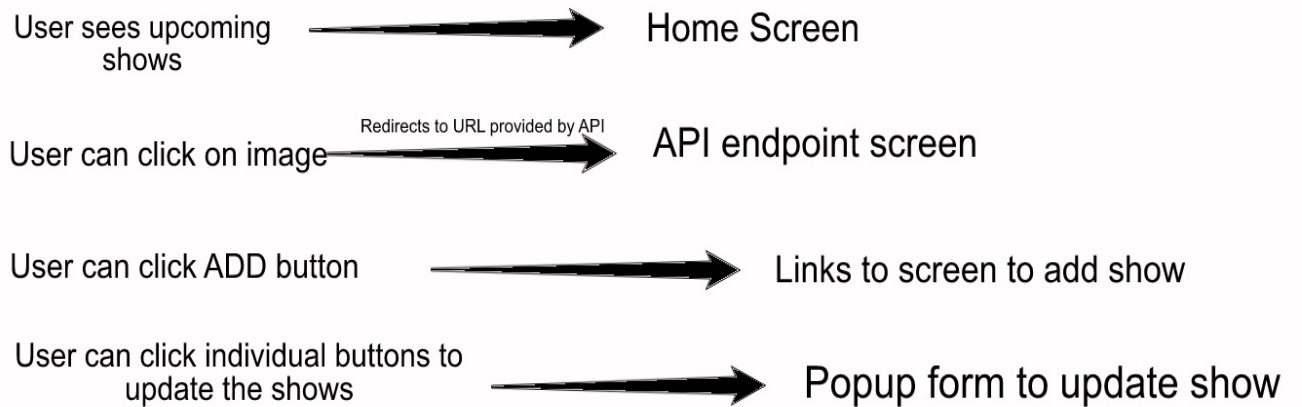 User sees upcoming
shows
Home Screen
Redirects to URL provided by API
User can click on image
API endpoint screen
User can click ADD button
Links to screen to add show
User can click individual buttons to
update the shows
Popup form to update show